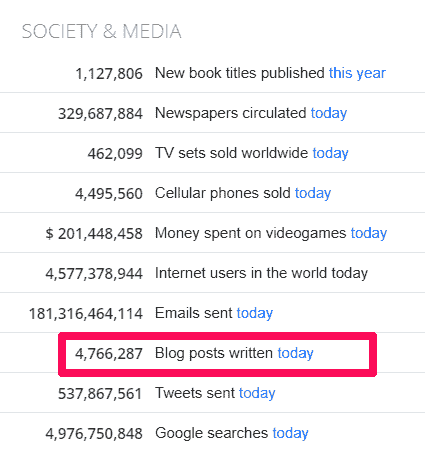 SOCIETY & MEDIA
1,127,806 New book titles published this year
329,687,884 Newspapers circulated today
462,099 TV sets sold worldwide today
4,495,560 Cellular phones sold today
$ 201,448,458 Money spent on videogames today
4,577,378,944 Internet users in the world today
181,316,464,114 Emails sent today
4,766,287 Blog posts written today
537,867,561 Tweets sent today
4,976,750,848 Google searches today